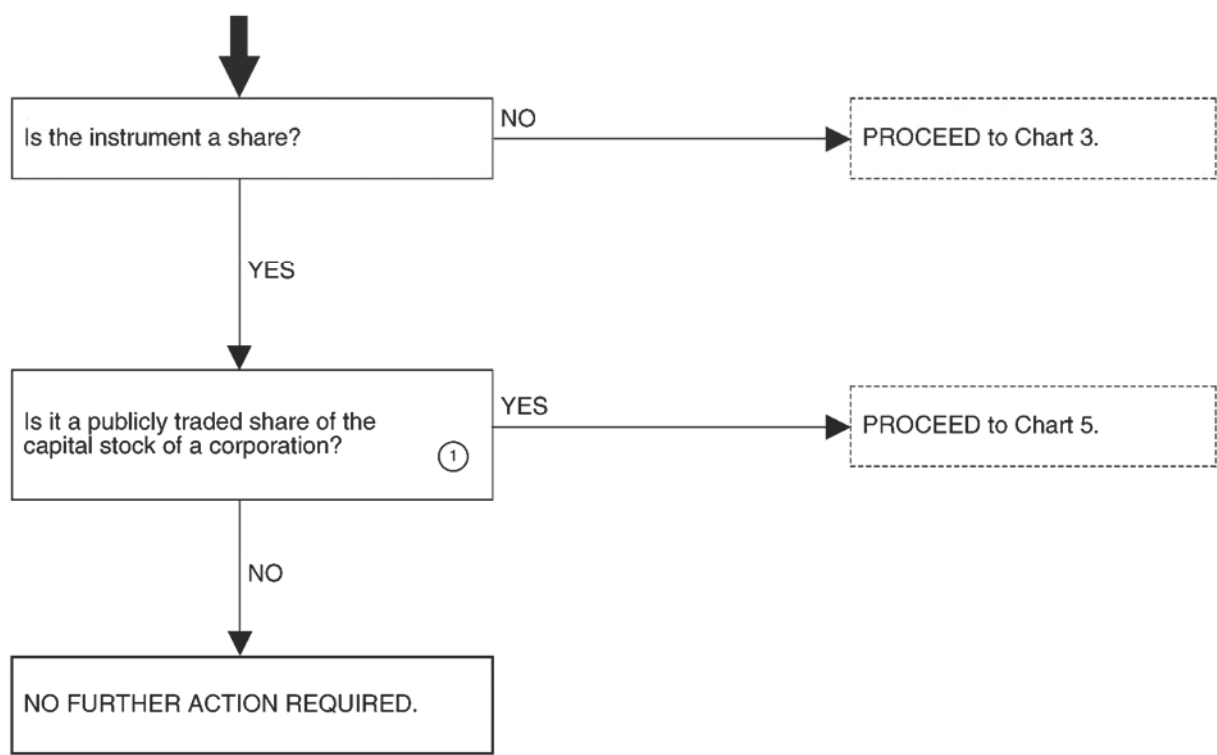 Is the instrument a share?
NO
PROCEED to Chart 3.
YES
Is it a publicly traded share of the
capital stock of a corporation?
1
YES
PROCEED to Chart 5.
NO
NO FURTHER ACTION REQUIRED.